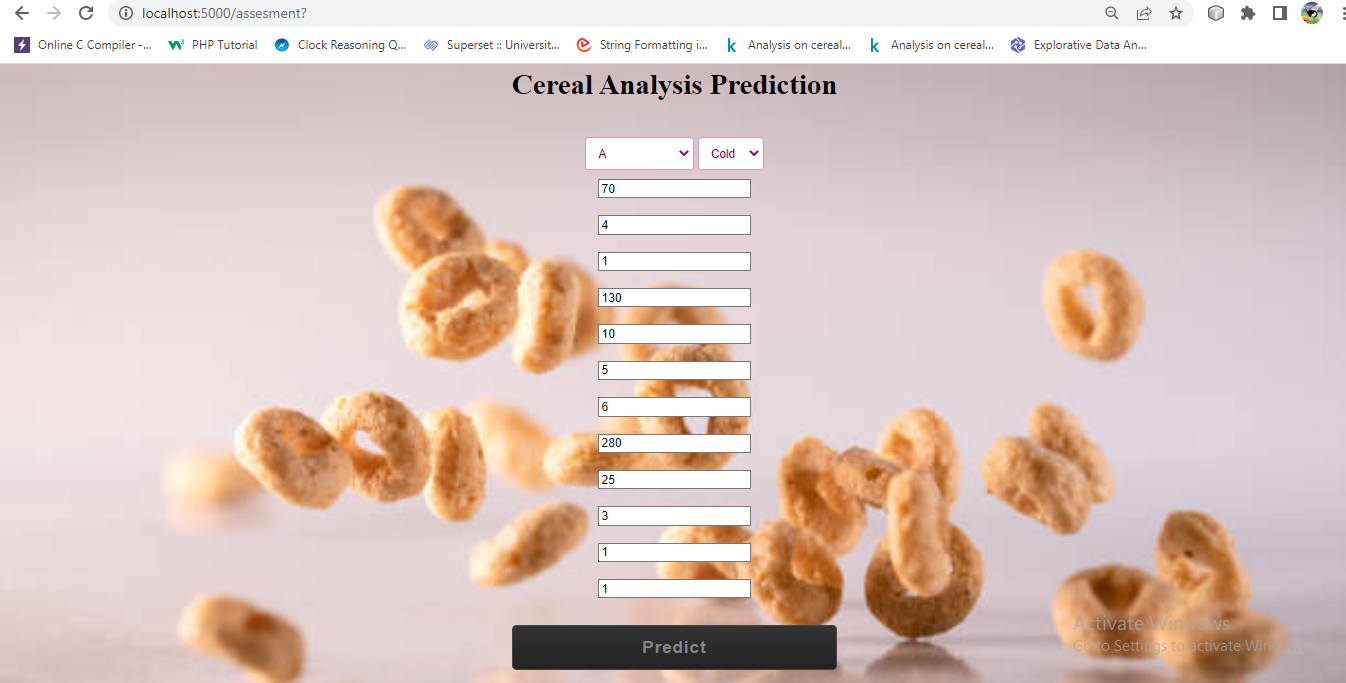 localhost:5000/assesment?
Online C Compiler -... PHP Tutorial Clock Reasoning Q... Superset :: Universit... String Formatting i... Analysis on cereal... Analysis on cereal... Explorative Data An...
Cereal Analysis Prediction
A Cold
70
4
1
130
10
5
6
280
25
3
1
1
Activate Windows
Predict
Go to Settings to activate Windows.